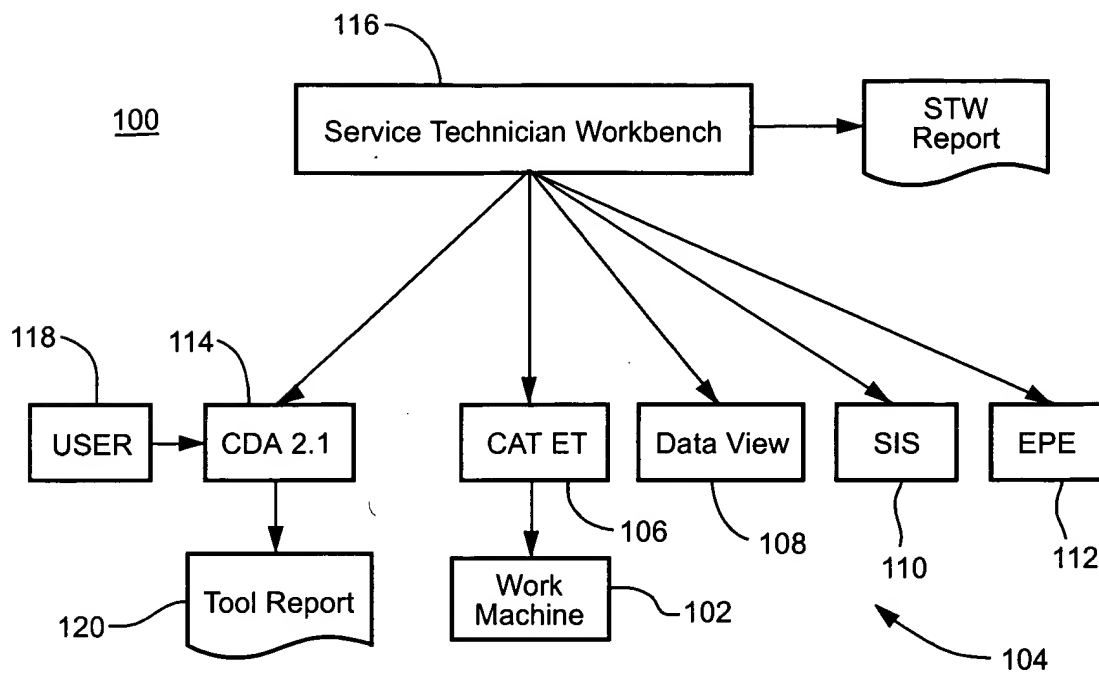 116
100
Service Technician Workbench
STW
Report
118
114
USER
CDA 2.1
CAT ET
Data View
SIS
EPE
106
108
110
112
Tool Report
120
Work
Machine
102
104